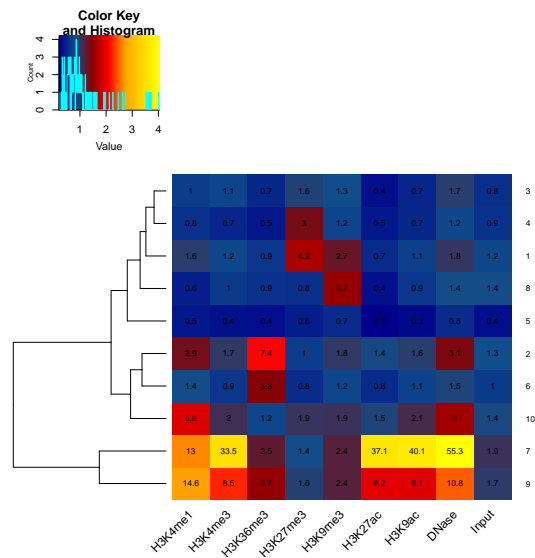 Color Key
and Histogram
Count
0 1 2 3 4
1 2 3 4
Value
1 1.1 0.7 1.6 1.3 0.4 0.7 1.7 0.8 3
0.8 0.7 0.5 3 1.2 0.5 0.7 1.2 0.9 4
1.6 1.2 0.9 4.2 2.7 0.7 1.1 1.8 1.2 1
1 0.9 0.8 3.7 0.4 0.9 1.4 1.4 8
0.5 0.4 0.4 0.6 0.7 0.8 0.4 5
2.9 1.7 7.4 1 1.8 1.4 1.6 3.1 1.3 2
1.4 0.9 3.3 0.8 1.2 0.8 1.1 1.5 1 6
5.8 2 1.2 1.9 1.9 1.5 2.1 4 1.4 10
13 33.5 2.5 1.4 2.4 37.1 40.1 55.3 1.9 7
14.6 8.5 3.7 1.6 2.4 6.2 6.1 10.8 1.7 9
H3K4me1 H3K4me3 H3K36me3 H3K27me3 H3K9me3 H3K27ac H3K9ac DNase Input